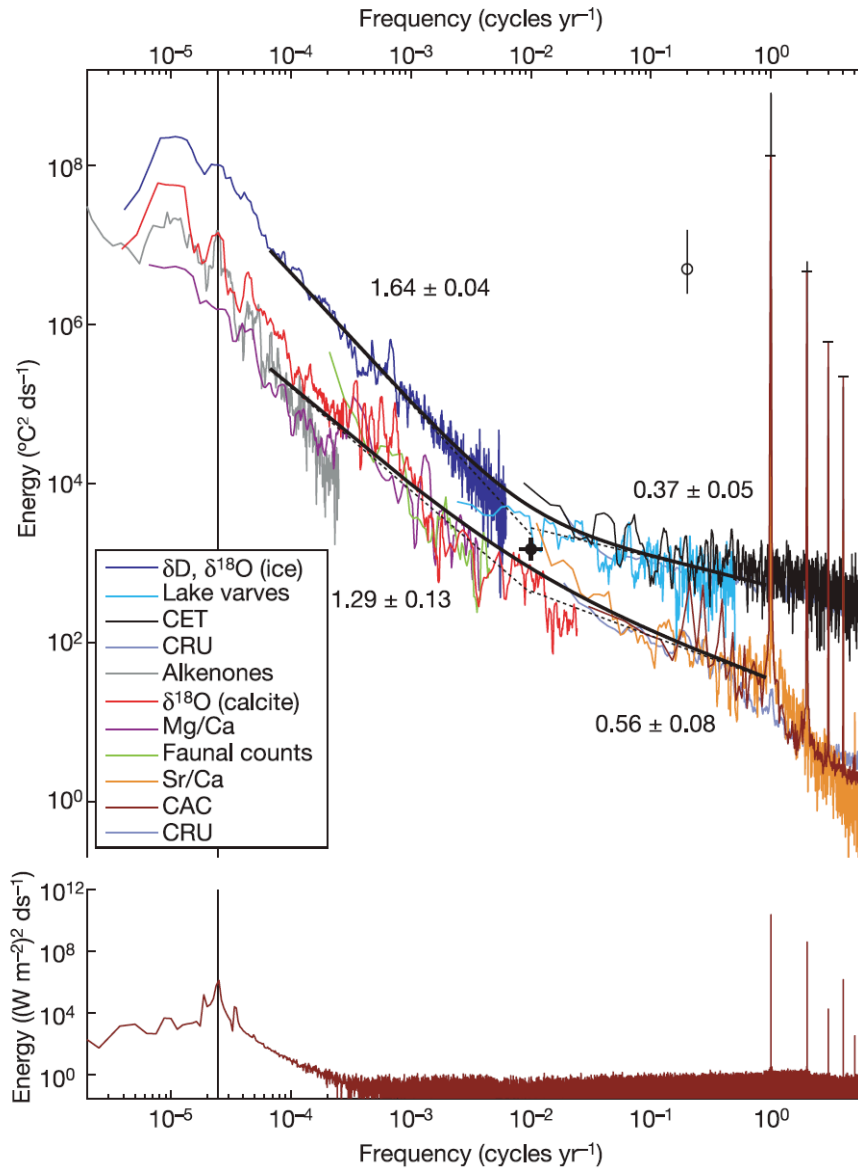 Frequency (cycles yr⁻¹)
10⁻⁵ 10⁻⁴ 10⁻³ 10⁻² 10⁻¹ 10⁰
Energy (°C² ds⁻¹)
10⁸
10⁶
10⁴
10²
10⁰
1.64 ± 0.04
0.37 ± 0.05
1.29 ± 0.13
0.56 ± 0.08
δD, δ¹⁸O (ice)
Lake varves
CET
CRU
Alkenones
δ¹⁸O (calcite)
Mg/Ca
Faunal counts
Sr/Ca
CAC
CRU
Energy ((W m⁻²)² ds⁻¹)
10¹²
10⁸
10⁴
10⁰
10⁻⁵ 10⁻⁴ 10⁻³ 10⁻² 10⁻¹ 10⁰
Frequency (cycles yr⁻¹)